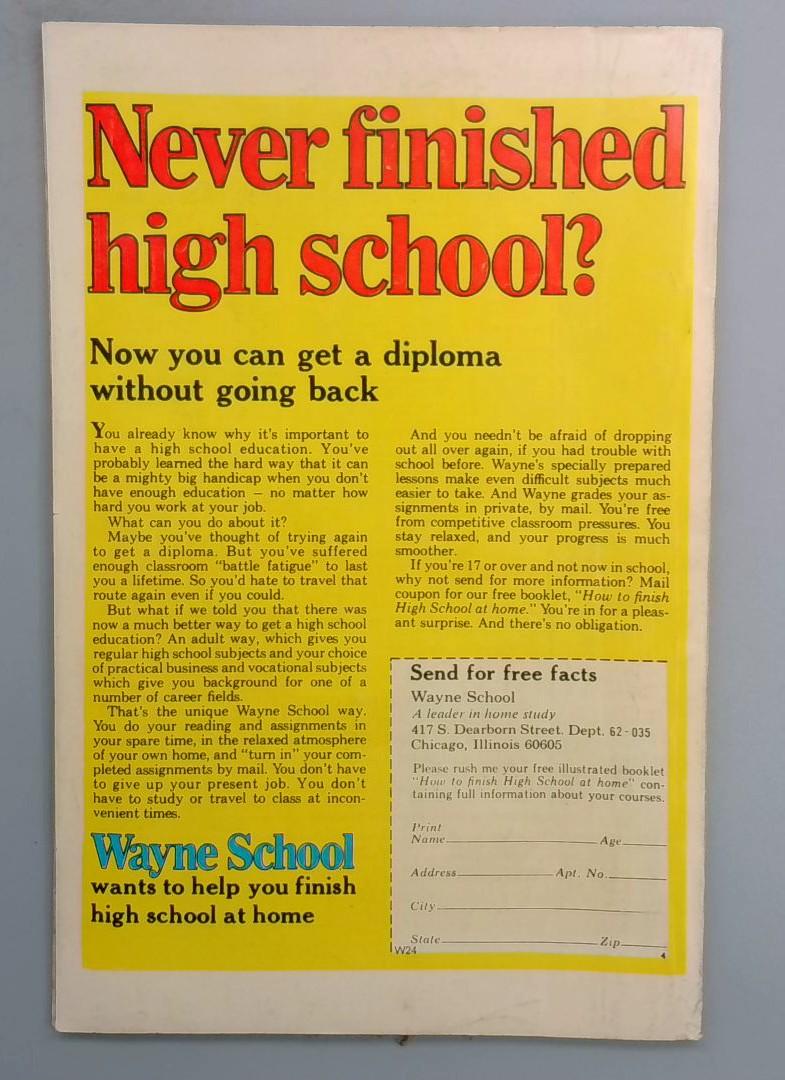 Never finished
high school?
Now you can get a diploma
without going back
You already know why it's important to
have a high school education. You've
probably learned the hard way that it can
be a mighty big handicap when you don't
have enough education — no matter how
hard you work at your job.
What can you do about it?
Maybe you've thought of trying again
to get a diploma. But you've suffered
enough classroom "battle fatigue" to last
you a lifetime. So you'd hate to travel that
route again even if you could.
But what if we told you that there was
now a much better way to get a high school
education? An adult way, which gives you
regular high school subjects and your choice
of practical business and vocational subjects
which give you background for one of a
number of career fields.
That's the unique Wayne School way.
You do your reading and assignments in
your spare time, in the relaxed atmosphere
of your own home, and "turn in" your com-
pleted assignments by mail. You don't have
to give up your present job. You don't
have to study or travel to class at incon-
venient times.
Wayne School
wants to help you finish
high school at home
And you needn't be afraid of dropping
out all over again, if you had trouble with
school before. Wayne's specially prepared
lessons make even difficult subjects much
easier to take. And Wayne grades your as-
signments in private, by mail. You're free
from competitive classroom pressures. You
stay relaxed, and your progress is much
smoother.
If you're 17 or over and not now in school,
why not send for more information? Mail
coupon for our free booklet, "How to finish
High School at home." You're in for a pleas-
ant surprise. And there's no obligation.
Send for free facts
Wayne School
A leader in home study
417 S. Dearborn Street. Dept. 62-035
Chicago, Illinois 60605
Please rush me your free illustrated booklet
"How to finish High School at home" con-
taining full information about your courses.
Print
Name Age
Address Apt. No.
City
State Zip
W24 4